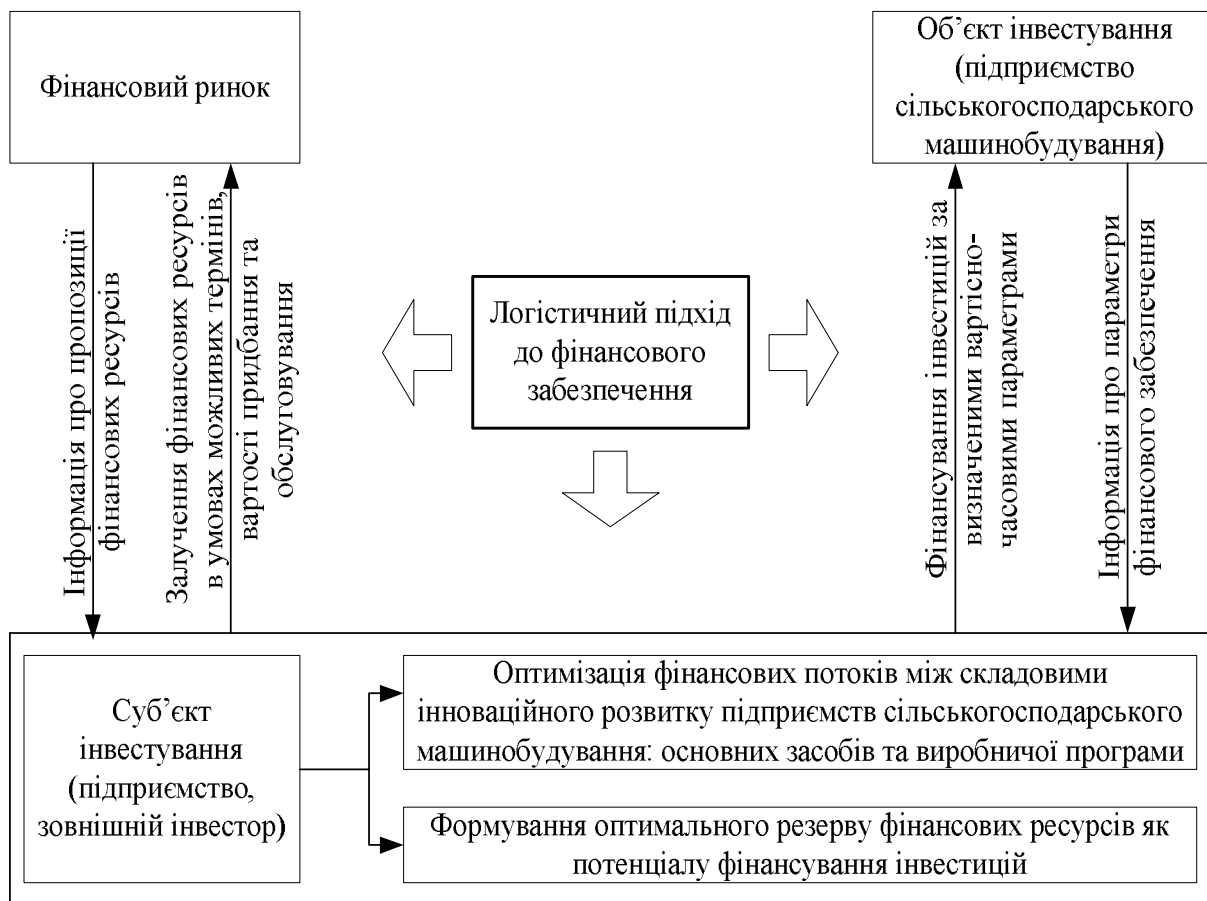 Фінансовий ринок
Об’єкт інвестування
(підприємство
сільськогосподарського
машинобудування)
Інформація про пропозиції
фінансових ресурсів
Залучення фінансових ресурсів
в умовах можливих термінів,
вартості придбання та
обслуговування
Логістичний підхід
до фінансового
забезпечення
Фінансування інвестицій за
визначеними вартісно-
часовими параметрами
Інформація про параметри
фінансового забезпечення
Суб’єкт
інвестування
(підприємство,
зовнішній інвестор)
Оптимізація фінансових потоків між складовими
інноваційного розвитку підприємств сільськогосподарського
машинобудування: основних засобів та виробничої програми
Формування оптимального резерву фінансових ресурсів як
потенціалу фінансування інвестицій